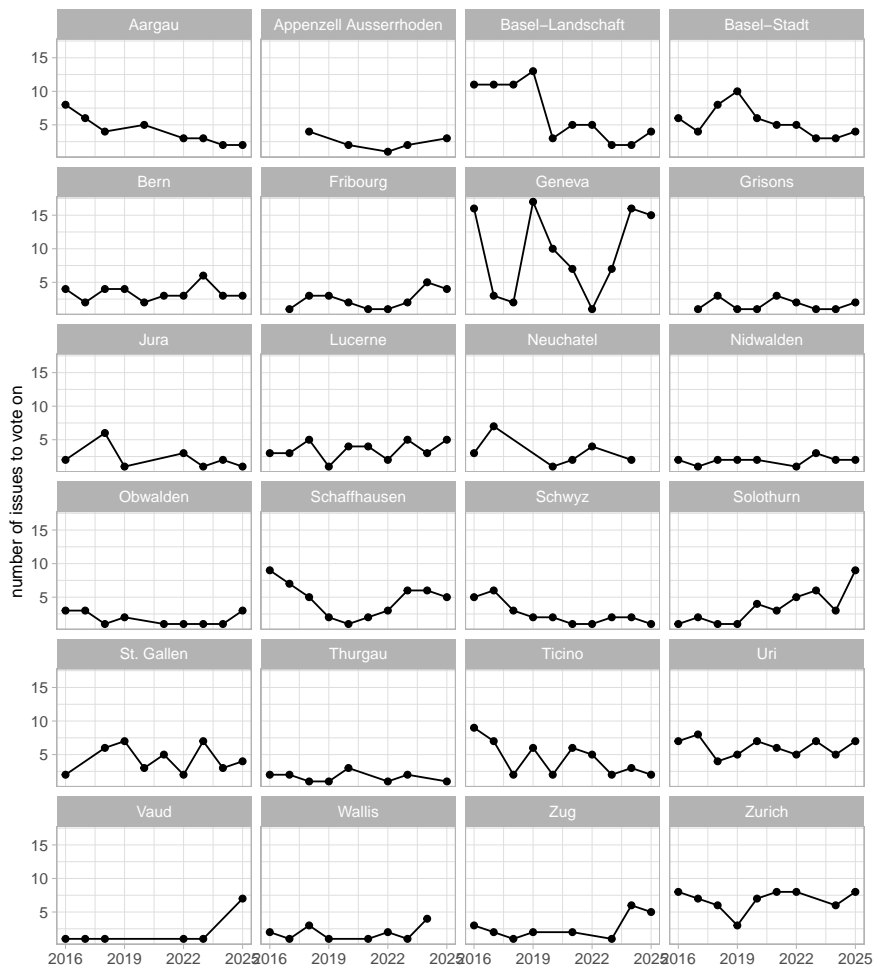 Aargau Appenzell Ausserrhoden Basel−Landschaft Basel−Stadt
15
10
5
Bern Fribourg Geneva Grisons
15
10
5
Jura Lucerne Neuchatel Nidwalden
15
10
5
number of issues to vote on
Obwalden Schaffhausen Schwyz Solothurn
15
10
5
St. Gallen Thurgau Ticino Uri
15
10
5
Vaud Wallis Zug Zurich
15
10
5
2016 2019 2022 2025 2016 2019 2022 2025 2016 2019 2022 2025 2016 2019 2022 2025